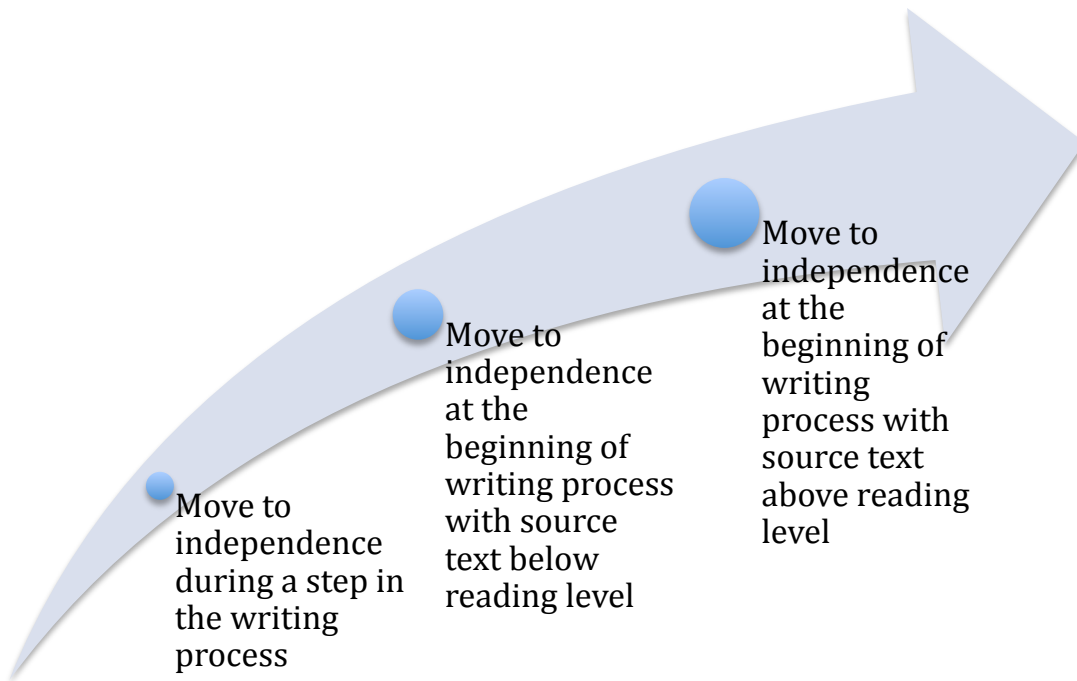 Move to
independence
during a step in
the writing
process
Move to
independence
at the
beginning of
writing process
with source
text below
reading level
Move to
independence
at the
beginning of
writing
process with
source text
above reading
level